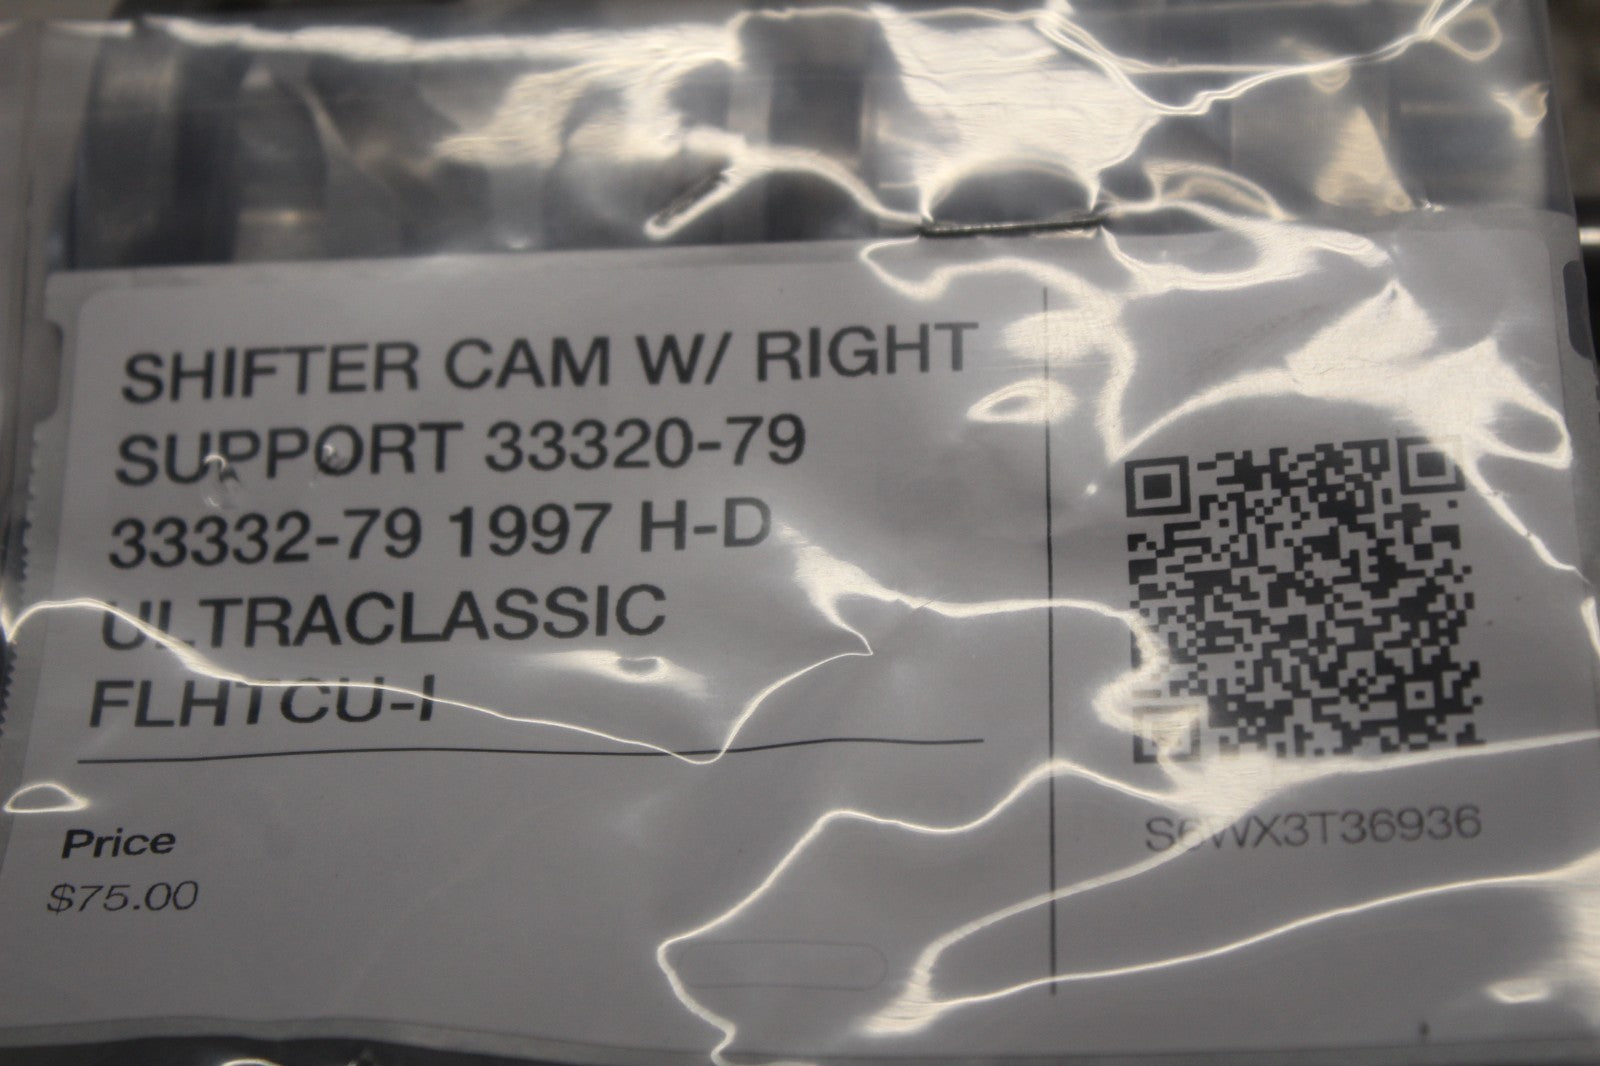 SHIFTER CAM W/ RIGHT
SUPPORT 33320-79
33332-79 1997 H-D
ULTRACLASSIC
FLHTCU-I
Price
$75.00
S6WX3T36936